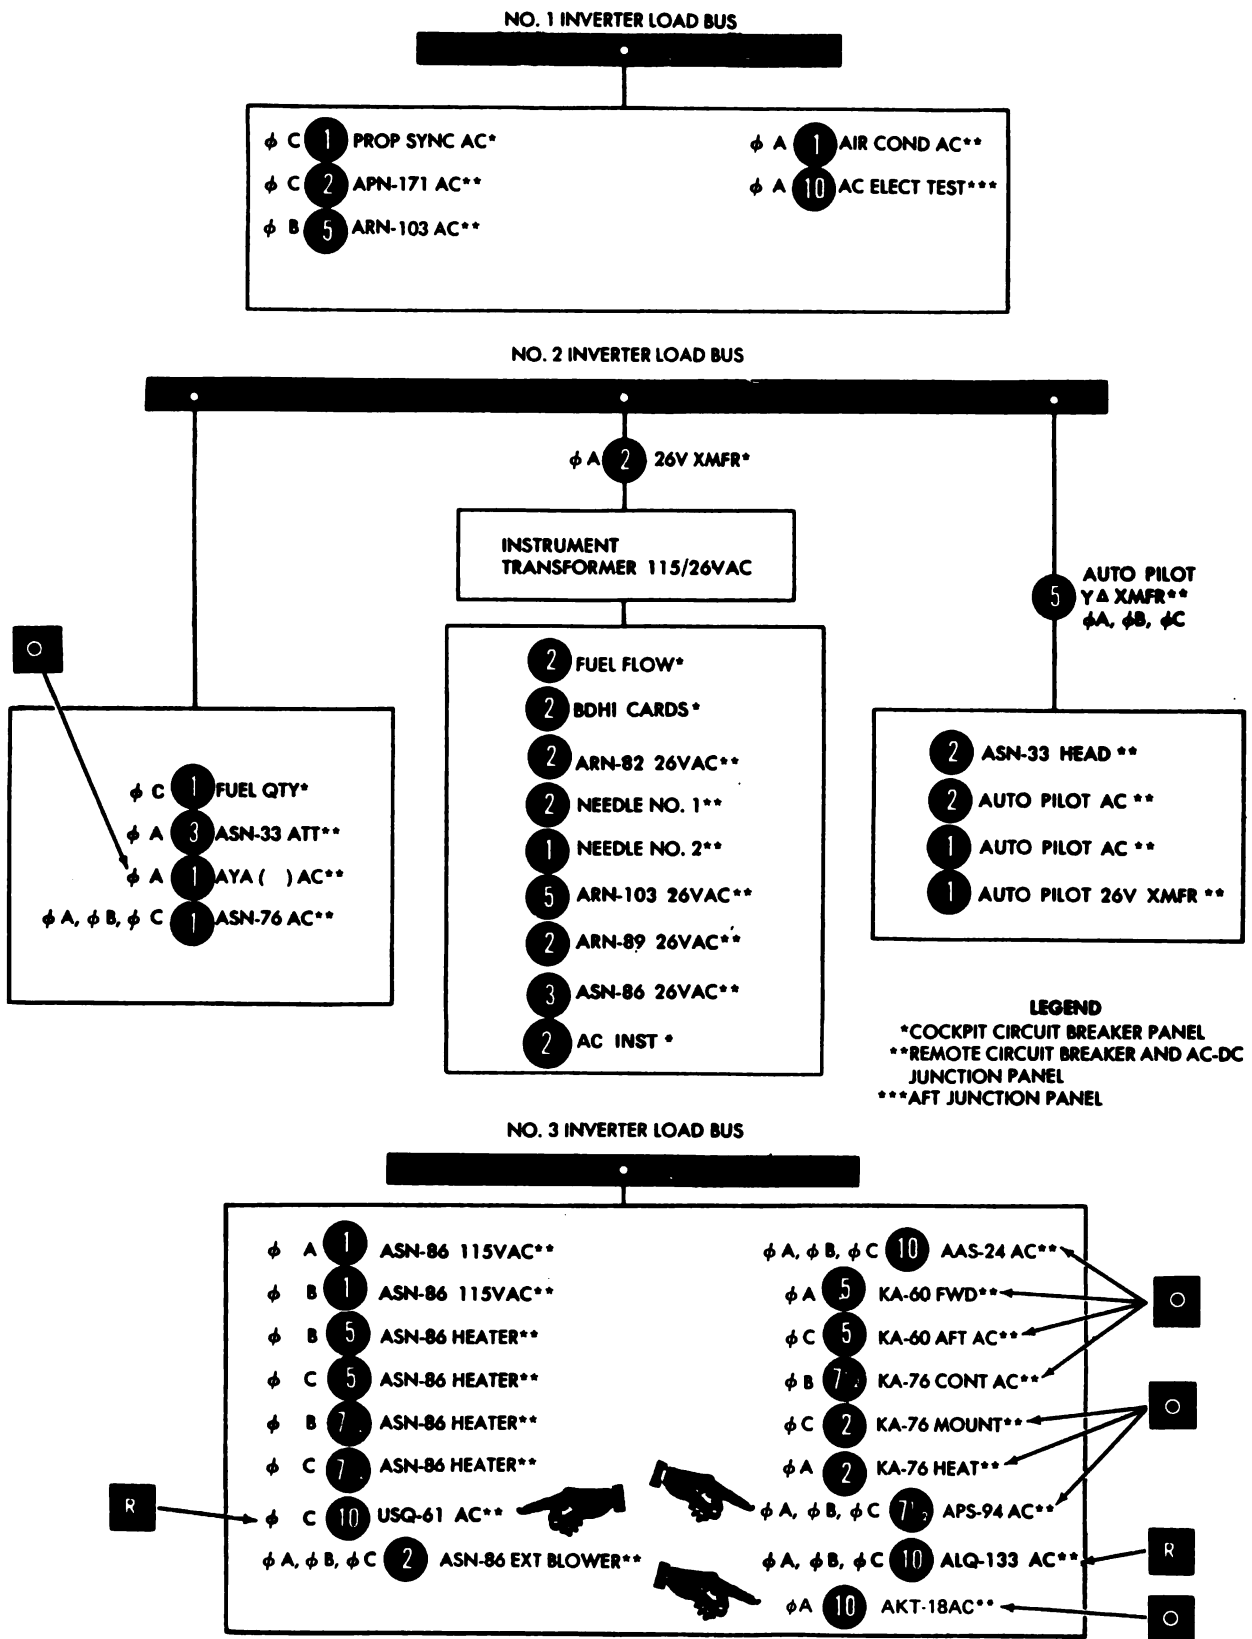 NO. 1 INVERTER LOAD BUS
ϕ C 1 PROP SYNC AC*
ϕ C 2 APN-171 AC**
ϕ B 5 ARN-103 AC**
ϕ A 1 AIR COND AC**
ϕ A 10 AC ELECT TEST***
NO. 2 INVERTER LOAD BUS
ϕ A 2 26V XMFR*
INSTRUMENT
TRANSFORMER 115/26VAC
5 AUTO PILOT
Y Δ XMFR**
ϕA, ϕB, ϕC
O
ϕ C 1 FUEL QTY*
ϕ A 3 ASN-33 ATT**
ϕ A 1 AYA ( ) AC**
ϕ A, ϕ B, ϕ C 1 ASN-76 AC**
2 FUEL FLOW*
2 BDHI CARDS*
2 ARN-82 26VAC**
2 NEEDLE NO. 1**
1 NEEDLE NO. 2**
5 ARN-103 26VAC**
2 ARN-89 26VAC**
3 ASN-86 26VAC**
2 AC INST *
2 ASN-33 HEAD **
2 AUTO PILOT AC **
1 AUTO PILOT AC **
1 AUTO PILOT 26V XMFR **
LEGEND
*COCKPIT CIRCUIT BREAKER PANEL
**REMOTE CIRCUIT BREAKER AND AC-DC
JUNCTION PANEL
***AFT JUNCTION PANEL
NO. 3 INVERTER LOAD BUS
ϕ A 1 ASN-86 115VAC**
ϕ B 1 ASN-86 115VAC**
ϕ B 5 ASN-86 HEATER**
ϕ C 5 ASN-86 HEATER**
ϕ B 7 ASN-86 HEATER**
ϕ C 7 ASN-86 HEATER**
R
ϕ C 10 USQ-61 AC**
ϕ A, ϕ B, ϕ C 2 ASN-86 EXT BLOWER**
ϕ A, ϕ B, ϕ C 10 AAS-24 AC**
ϕ A 5 KA-60 FWD**
ϕ C 5 KA-60 AFT AC**
ϕ B 7 KA-76 CONT AC**
ϕ C 2 KA-76 MOUNT**
ϕ A 2 KA-76 HEAT**
ϕ A, ϕ B, ϕ C 7½ APS-94 AC**
ϕ A, ϕ B, ϕ C 10 ALQ-133 AC**
ϕA 10 AKT-18AC**
O
O
R
O